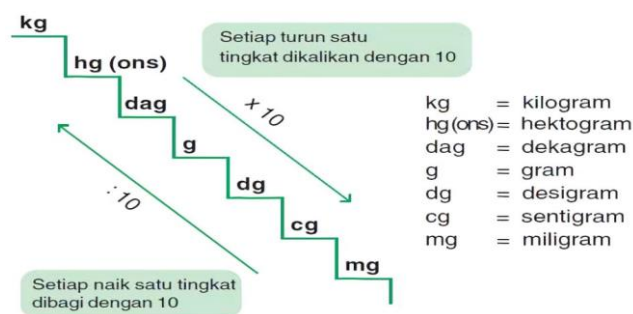 kg
hg (ons)
dag
g
dg
cg
mg
Setiap turun satu
tingkat dikalikan dengan 10
x 10
: 10
Setiap naik satu tingkat
dibagi dengan 10
kg = kilogram
hg(ons) = hektogram
dag = dekagram
g = gram
dg = desigram
cg = sentigram
mg = miligram